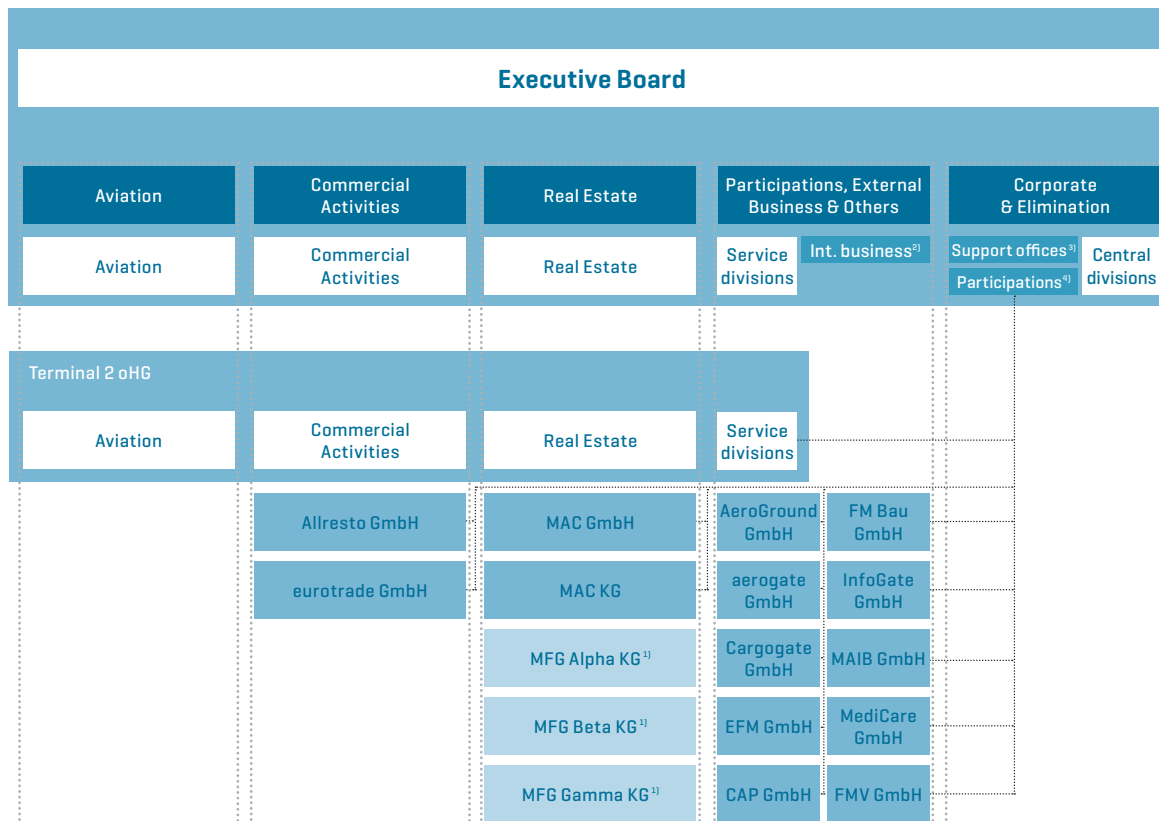 Executive Board
Aviation
Commercial
Activities
Real Estate
Participations, External
Business & Others
Corporate
& Elimination
Aviation
Commercial
Activities
Real Estate
Service
divisions
Int. business²⁾
Support offices³⁾
Participations⁴⁾
Central
divisions
Terminal 2 oHG
Aviation
Commercial
Activities
Real Estate
Service
divisions
Allresto GmbH
MAC GmbH
AeroGround
GmbH
FM Bau
GmbH
eurotrade GmbH
MAC KG
aerogate
GmbH
InfoGate
GmbH
MFG Alpha KG¹⁾
Cargogate
GmbH
MAIB GmbH
MFG Beta KG¹⁾
EFM GmbH
MediCare
GmbH
MFG Gamma KG¹⁾
CAP GmbH
FMV GmbH